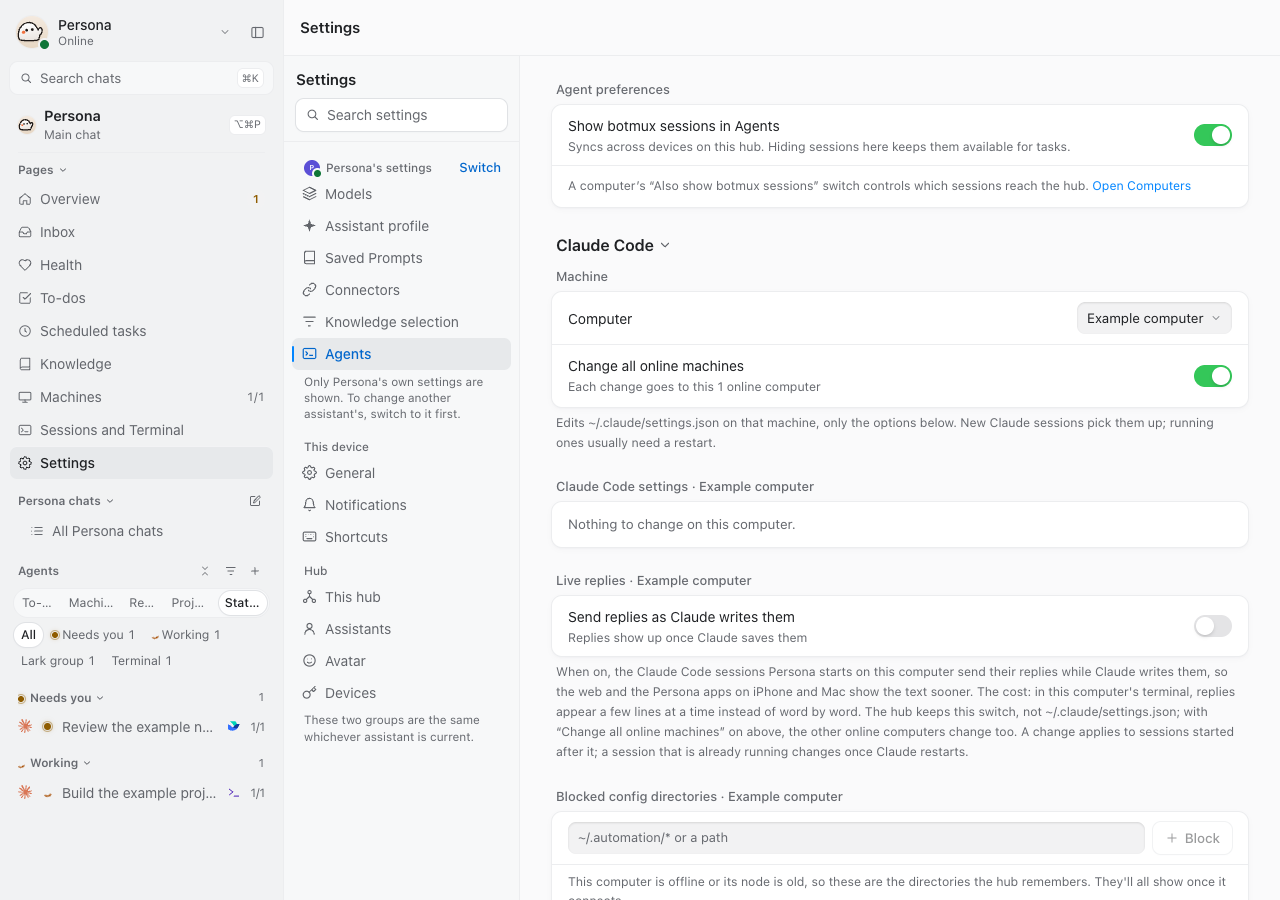 Persona
Online
Search chats
⌘K
Persona
Main chat
⌥⌘P
Pages
Overview
1
Inbox
Health
To-dos
Scheduled tasks
Knowledge
Machines
1/1
Sessions and Terminal
Settings
Persona chats
All Persona chats
Agents
To-...
Machi...
Re...
Proj...
Stat...
All
Needs you 1
Working 1
Lark group 1
Terminal 1
Needs you
1
Review the example n...
1/1
Working
1
Build the example proj...
1/1
Settings
Settings
Search settings
P
Persona's settings
Switch
Models
Assistant profile
Saved Prompts
Connectors
Knowledge selection
Agents
Only Persona's own settings are
shown. To change another
assistant's, switch to it first.
This device
General
Notifications
Shortcuts
Hub
This hub
Assistants
Avatar
Devices
These two groups are the same
whichever assistant is current.
Agent preferences
Show botmux sessions in Agents
Syncs across devices on this hub. Hiding sessions here keeps them available for tasks.
A computer's “Also show botmux sessions” switch controls which sessions reach the hub. Open Computers
Claude Code
Machine
Computer
Example computer
Change all online machines
Each change goes to this 1 online computer
Edits ~/.claude/settings.json on that machine, only the options below. New Claude sessions pick them up; running
ones usually need a restart.
Claude Code settings · Example computer
Nothing to change on this computer.
Live replies · Example computer
Send replies as Claude writes them
Replies show up once Claude saves them
When on, the Claude Code sessions Persona starts on this computer send their replies while Claude writes them, so
the web and the Persona apps on iPhone and Mac show the text sooner. The cost: in this computer's terminal, replies
appear a few lines at a time instead of word by word. The hub keeps this switch, not ~/.claude/settings.json; with
“Change all online machines” on above, the other online computers change too. A change applies to sessions started
after it; a session that is already running changes once Claude restarts.
Blocked config directories · Example computer
~/.automation/* or a path
+ Block
This computer is offline or its node is old, so these are the directories the hub remembers. They'll all show once it
connects.